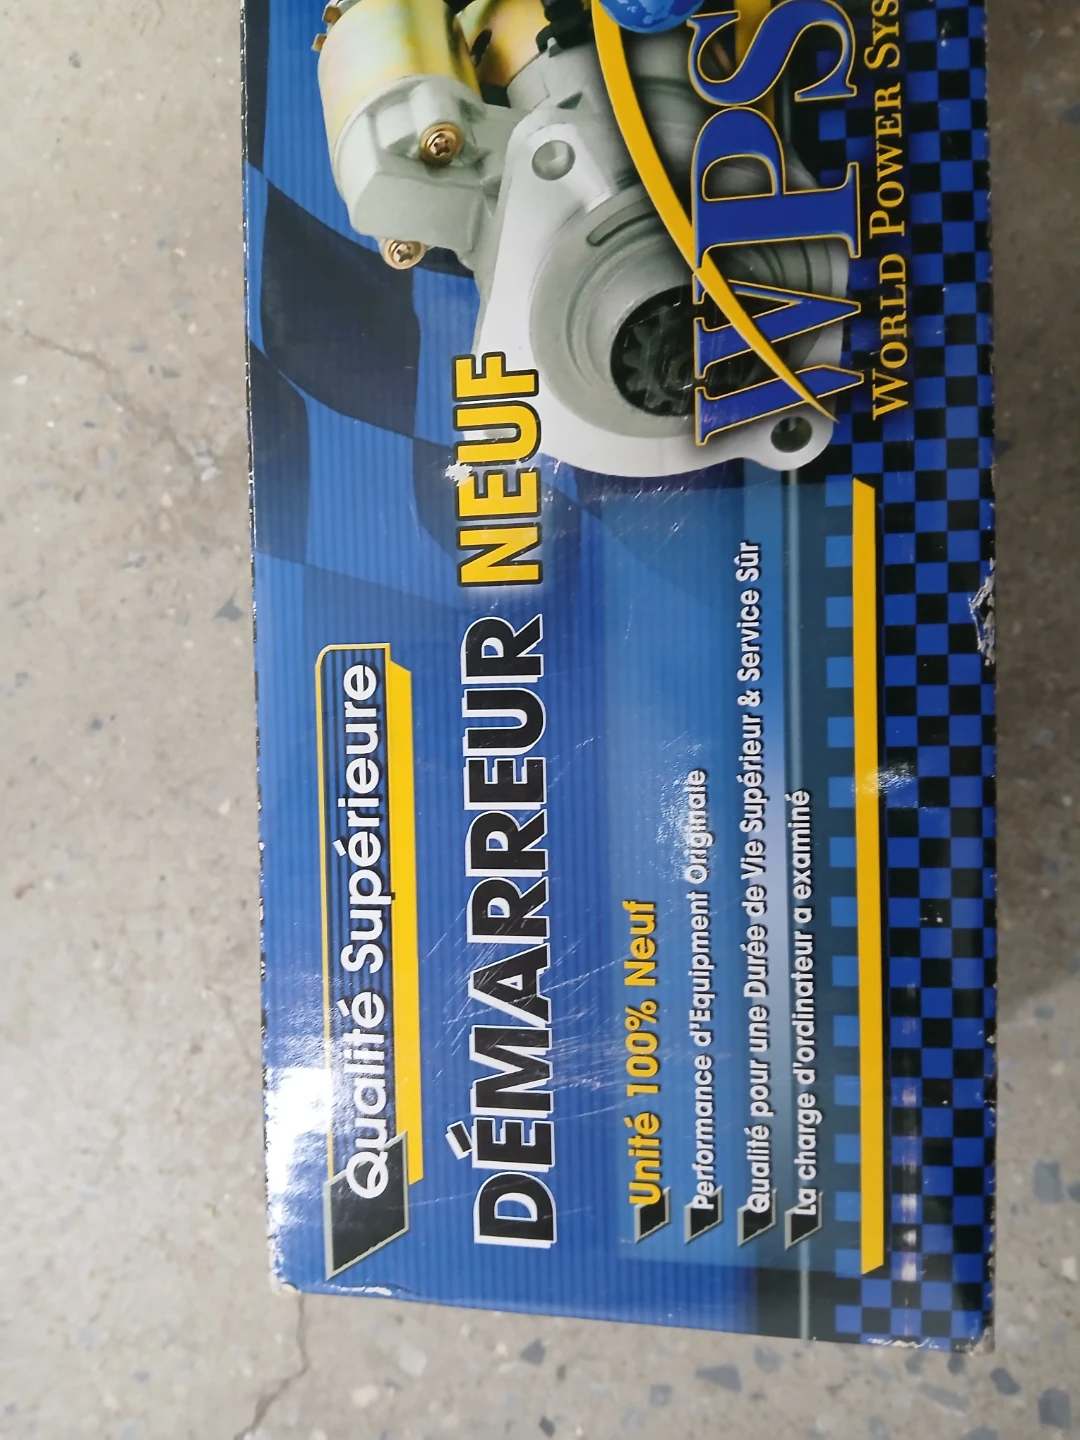 Qualité Supérieure
DÉMARREUR NEUF
Unité 100% Neuf
Performance d'Equipment Originale
Qualité pour une Durée de Vie Supérieur & Service Sûr
La charge d'ordinateur a examiné
WPS
WORLD POWER